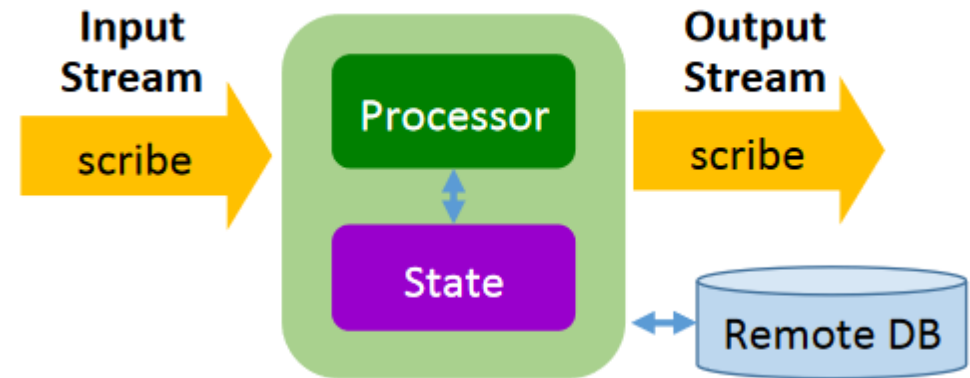 Input
Stream
scribe
Processor
State
Output
Stream
scribe
Remote DB